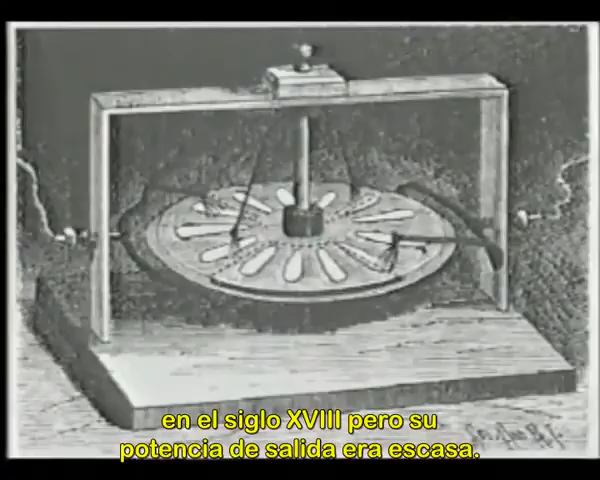 en el siglo XVIII pero su
potencia de salida era escasa.